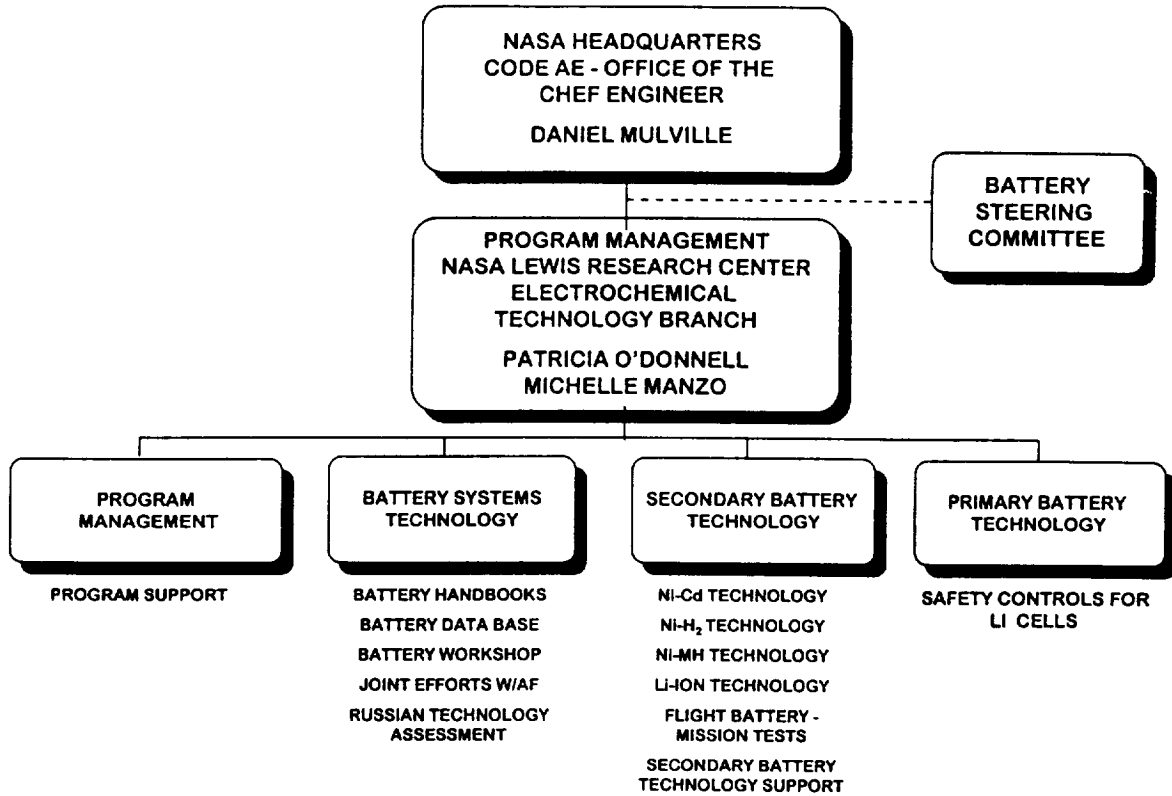 NASA HEADQUARTERS
CODE AE - OFFICE OF THE
CHEF ENGINEER
DANIEL MULVILLE
BATTERY
STEERING
COMMITTEE
PROGRAM MANAGEMENT
NASA LEWIS RESEARCH CENTER
ELECTROCHEMICAL
TECHNOLOGY BRANCH
PATRICIA O'DONNELL
MICHELLE MANZO
PROGRAM
MANAGEMENT
PROGRAM SUPPORT
BATTERY SYSTEMS
TECHNOLOGY
BATTERY HANDBOOKS
BATTERY DATA BASE
BATTERY WORKSHOP
JOINT EFFORTS W/AF
RUSSIAN TECHNOLOGY
ASSESSMENT
SECONDARY BATTERY
TECHNOLOGY
Ni-Cd TECHNOLOGY
Ni-H₂ TECHNOLOGY
Ni-MH TECHNOLOGY
Li-ION TECHNOLOGY
FLIGHT BATTERY -
MISSION TESTS
SECONDARY BATTERY
TECHNOLOGY SUPPORT
PRIMARY BATTERY
TECHNOLOGY
SAFETY CONTROLS FOR
LI CELLS